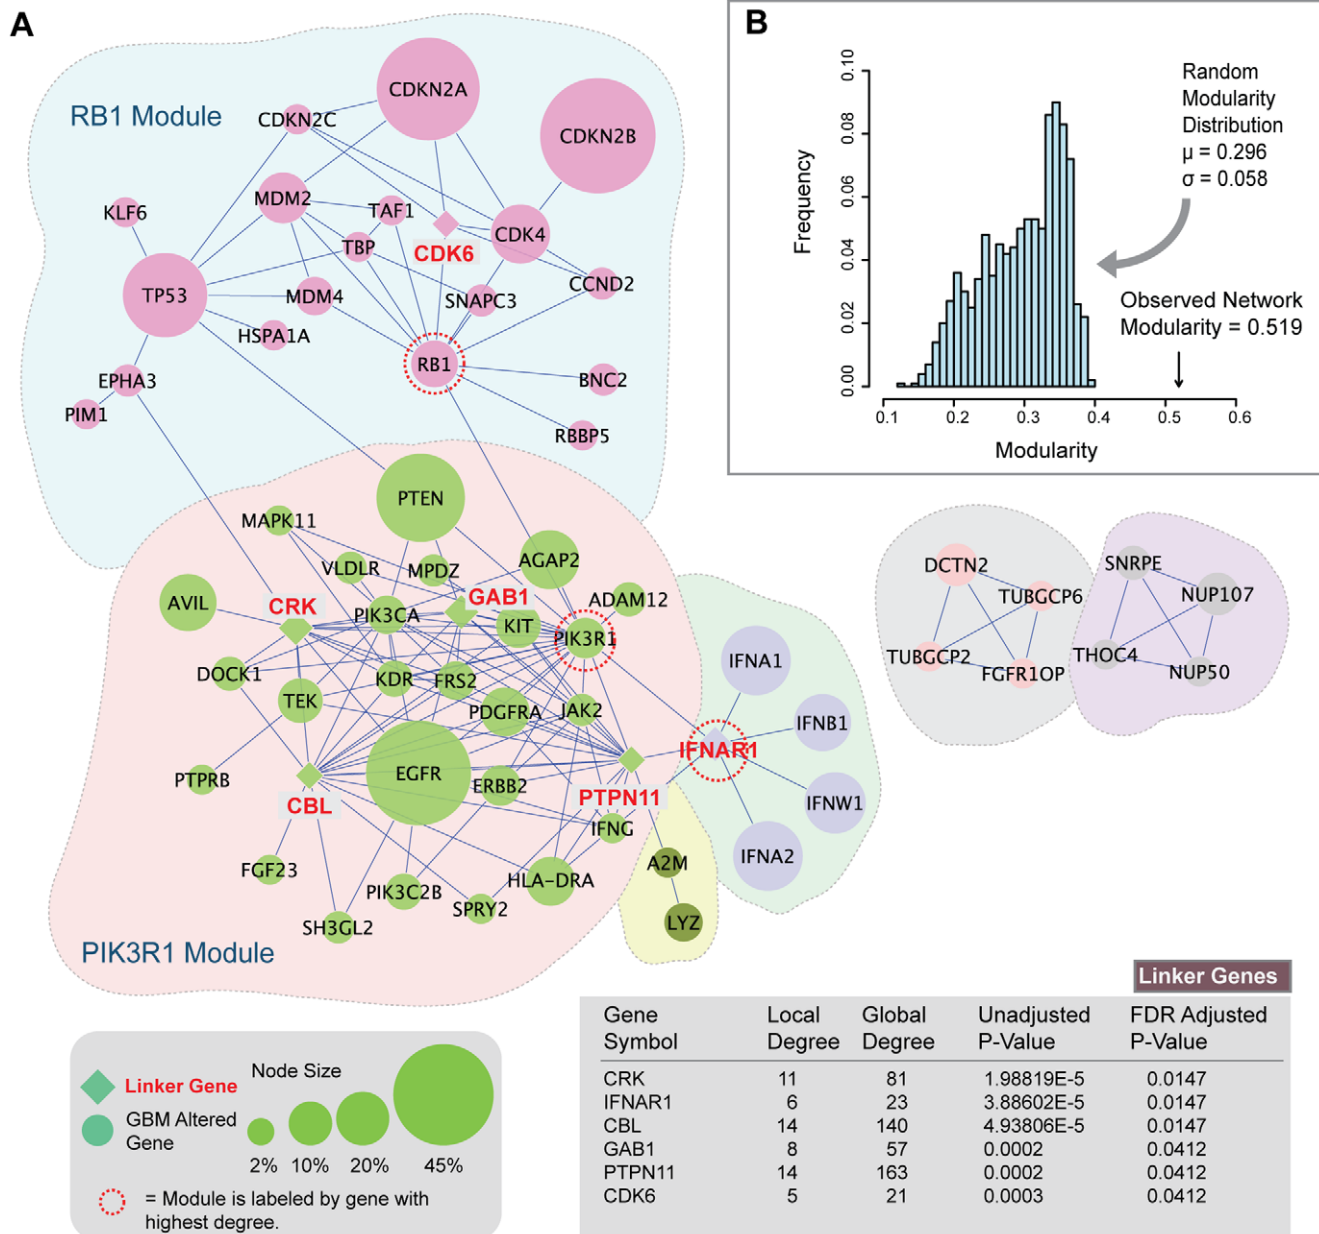 A
RB1 Module
CDKN2A
CDKN2B
CDKN2C
MDM2
TAF1
KLF6
TBP
CDK6
CDK4
TP53
MDM4
SNAPC3
CCND2
HSPA1A
RB1
EPHA3
BNC2
PIM1
RBBP5
PTEN
MAPK11
VLDLR
MPDZ
AGAP2
AVIL
CRK
PIK3CA
GAB1
KIT
ADAM12
PIK3R1
DOCK1
KDR
FRS2
TEK
PDGFRA
JAK2
PTPRB
EGFR
ERBB2
CBL
PTPN11
IFNG
FGF23
PIK3C2B
HLA-DRA
SPRY2
SH3GL2
PIK3R1 Module
IFNA1
IFNB1
IFNAR1
IFNW1
IFNA2
A2M
LYZ
DCTN2
TUBGCP6
TUBGCP2
FGFR1OP
SNRPE
NUP107
THOC4
NUP50
B
Frequency
0.00 0.02 0.04 0.06 0.08 0.10
0.1 0.2 0.3 0.4 0.5 0.6
Modularity
Random
Modularity
Distribution
μ = 0.296
σ = 0.058
Observed Network
Modularity = 0.519
Linker Gene
GBM Altered
Gene
Node Size
2% 10% 20% 45%
= Module is labeled by gene with
highest degree.
Linker Genes
Gene Local Global Unadjusted FDR Adjusted
Symbol Degree Degree P-Value P-Value
CRK 11 81 1.98819E-5 0.0147
IFNAR1 6 23 3.88602E-5 0.0147
CBL 14 140 4.93806E-5 0.0147
GAB1 8 57 0.0002 0.0412
PTPN11 14 163 0.0002 0.0412
CDK6 5 21 0.0003 0.0412